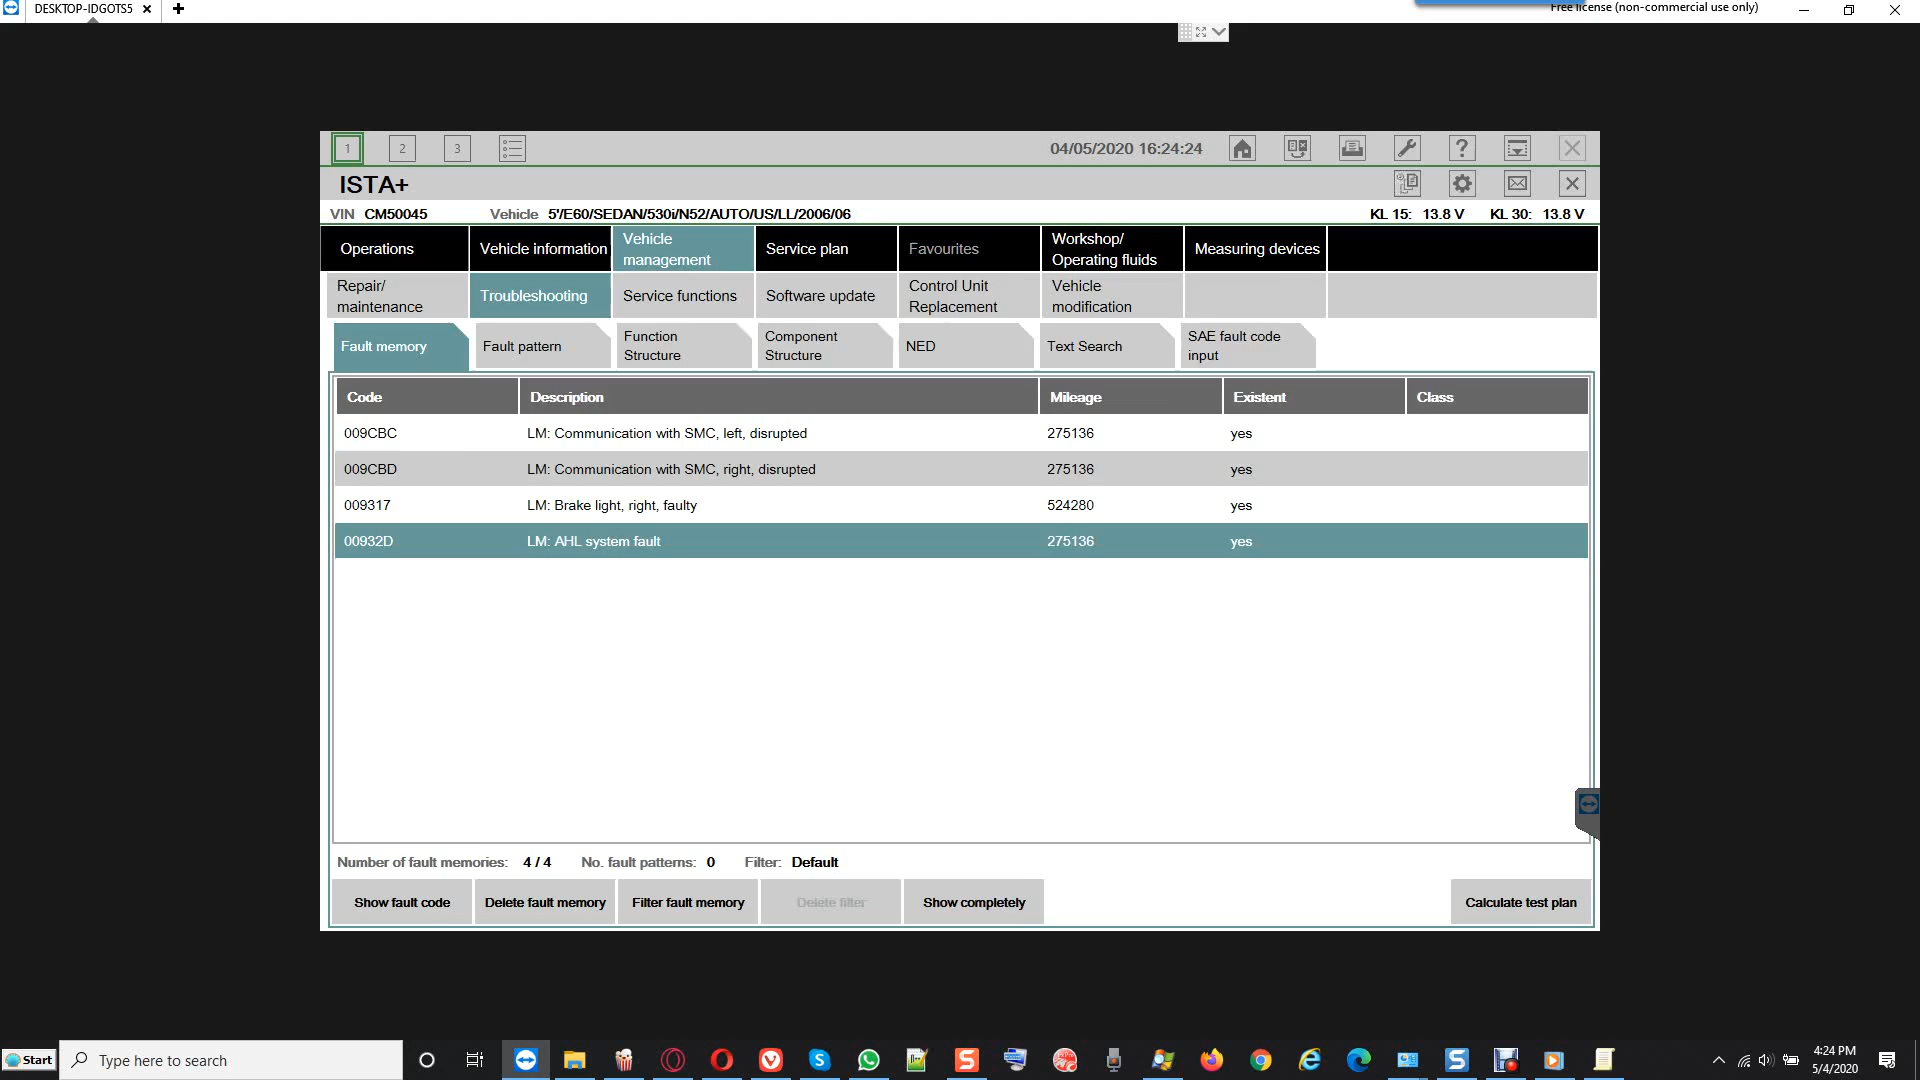 DESKTOP-IDGOTS5
Free license (non-commercial use only)
1 2 3 04/05/2020 16:24:24
ISTA+
VIN CM50045 Vehicle 5'/E60/SEDAN/530i/N52/AUTO/US/LL/2006/06 KL 15: 13.8 V KL 30: 13.8 V
Operations Vehicle information Vehicle management Service plan Favourites Workshop/ Operating fluids Measuring devices
Repair/ maintenance Troubleshooting Service functions Software update Control Unit Replacement Vehicle modification
Fault memory Fault pattern Function Structure Component Structure NED Text Search SAE fault code input
Code Description Mileage Existent Class
009CBC LM: Communication with SMC, left, disrupted 275136 yes
009CBD LM: Communication with SMC, right, disrupted 275136 yes
009317 LM: Brake light, right, faulty 524280 yes
00932D LM: AHL system fault 275136 yes
Number of fault memories: 4 / 4 No. fault patterns: 0 Filter: Default
Show fault code Delete fault memory Filter fault memory Delete filter Show completely Calculate test plan
Start Type here to search 4:24 PM
5/4/2020